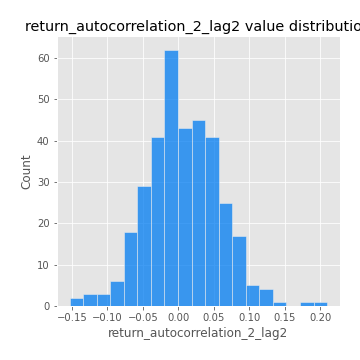 return_autocorrelation_2_lag2 value distributio
60
50
40
30
20
10
0
Count
−0.15 −0.10 −0.05 0.00 0.05 0.10 0.15 0.20
return_autocorrelation_2_lag2